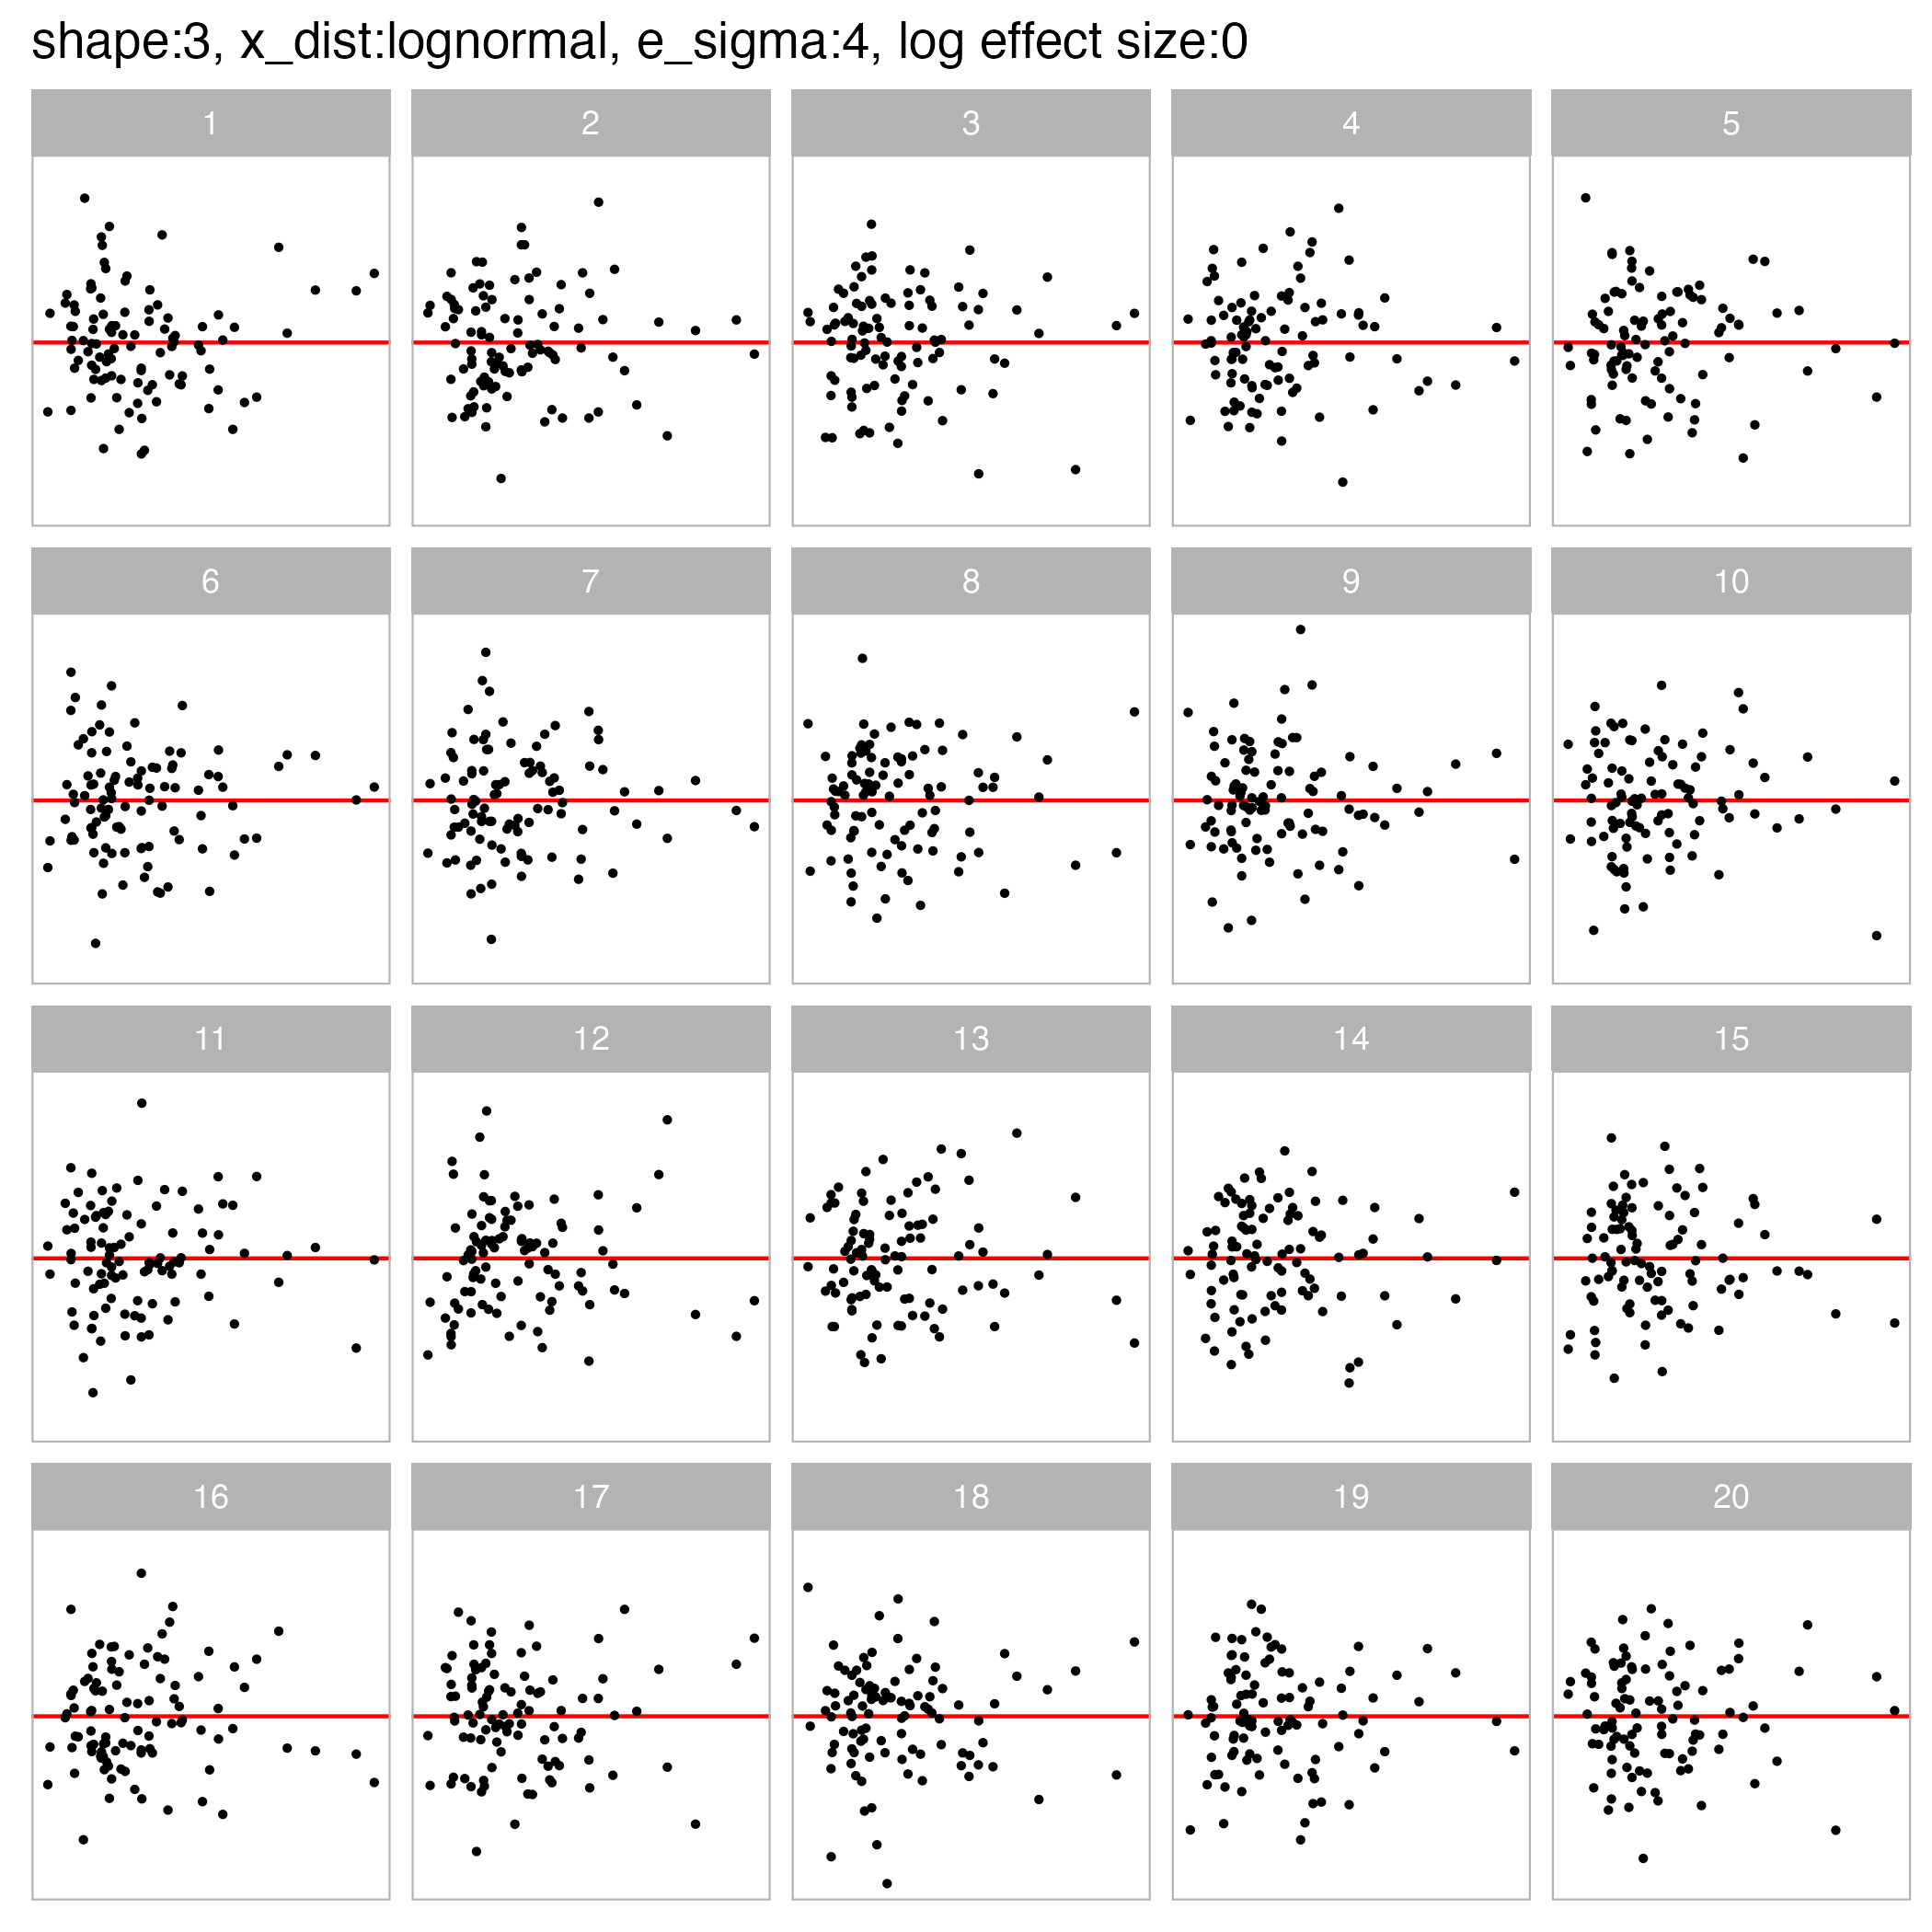 shape:3, x_dist:lognormal, e_sigma:4, log effect size:0
1 2 3 4 5
6 7 8 9 10
11 12 13 14 15
16 17 18 19 20